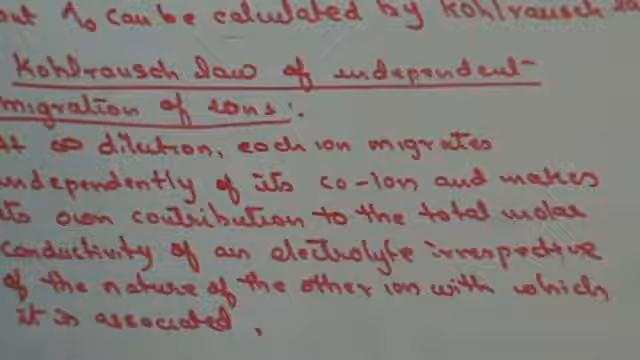 out Λ₀ can be calculated by Kohlrausch la
Kohlrausch law of independent-
migration of ions:.
At ∞ dilution, each ion migrates
independently of its co-ion and makes
its own contribution to the total molar
conductivity of an electrolyte irrespective
of the nature of the other ion with which
it is associated.